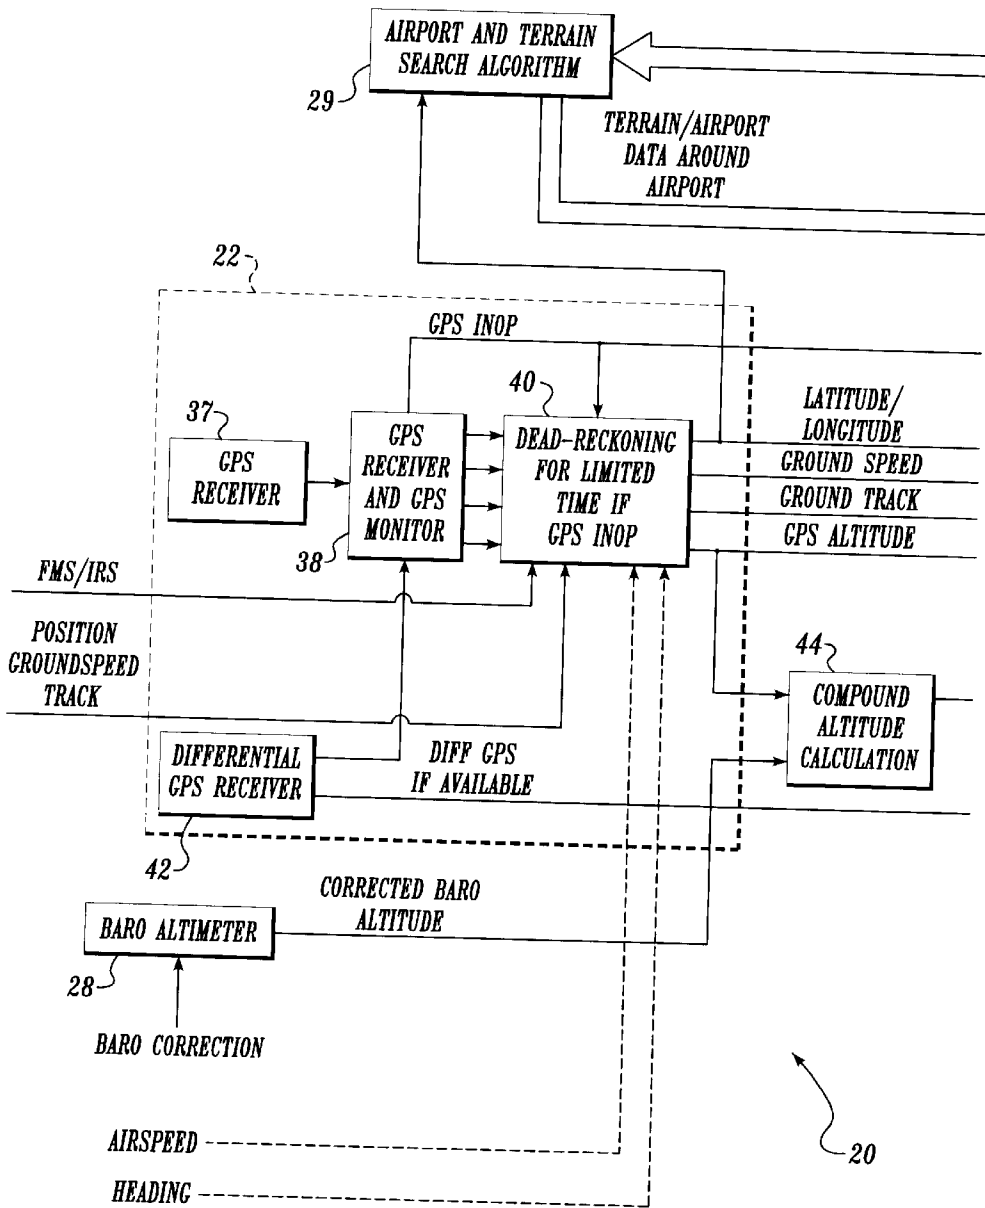 AIRPORT AND TERRAIN
SEARCH ALGORITHM
29
TERRAIN/AIRPORT
DATA AROUND
AIRPORT
22
GPS INOP
37
GPS
RECEIVER
GPS
RECEIVER
AND GPS
MONITOR
38
40
DEAD-RECKONING
FOR LIMITED
TIME IF
GPS INOP
LATITUDE/
LONGITUDE
GROUND SPEED
GROUND TRACK
GPS ALTITUDE
FMS/IRS
POSITION
GROUNDSPEED
TRACK
44
COMPOUND
ALTITUDE
CALCULATION
DIFFERENTIAL
GPS RECEIVER
42
DIFF GPS
IF AVAILABLE
CORRECTED BARO
ALTITUDE
BARO ALTIMETER
28
BARO CORRECTION
AIRSPEED
HEADING
20